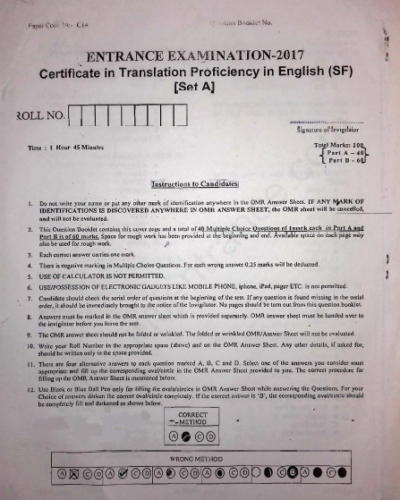 Paper Code No- C14
Question Booklet No.
ENTRANCE EXAMINATION-2017
Certificate in Translation Proficiency in English (SF)
[Set A]
ROLL NO.
Signature of Invigilator
Time : 1 Hour 45 Minutes
Total Marks: 100
Part A - 40
Part B - 60
Instructions to Candidates
1. Do not write your name or put any other mark of identification anywhere in the OMR Answer Sheet. IF ANY MARK OF
IDENTIFICATIONS IS DISCOVERED ANYWHERE IN OMR ANSWER SHEET, the OMR sheet will be cancelled,
and will not be evaluated.
2. This Question Booklet contains this cover page and a total of 40 Multiple Choice Questions of 1mark each in Part A and
Part B is of 60 marks. Space for rough work has been provided at the beginning and end. Available space on each page may
also be used for rough work.
3. Each correct answer carries one mark.
4. There is negative marking in Multiple Choice Questions. For each wrong answer 0.25 marks will be deducted.
5. USE OF CALCULATOR IS NOT PERMITTED.
6. USE/POSSESSION OF ELECTRONIC GADGETS LIKE MOBILE PHONE, iphone, iPad, pager ETC. is not permitted.
7. Candidate should check the serial order of questions at the beginning of the test. If any question is found missing in the serial
order, it should be immediately brought to the notice of the Invigilator. No pages should be torn out from this question booklet.
8. Answers must be marked in the OMR answer sheet which is provided separately. OMR answer sheet must be handed over to
the invigilator before you leave the seat.
9. The OMR answer sheet should not be folded or wrinkled. The folded or wrinkled OMR/Answer Sheet will not be evaluated.
10. Write your Roll Number in the appropriate space (above) and on the OMR Answer Sheet. Any other details, if asked for,
should be written only in the space provided.
11. There are four alternative answers to each question marked A, B, C and D. Select one of the answers you consider most
appropriate and fill up the corresponding oval/circle in the OMR Answer Sheet provided to you. The correct procedure for
filling up the OMR Answer Sheet is mentioned below.
12. Use Black or Blue Ball Pen only for filling the ovals/circles in OMR Answer Sheet while answering the Questions. For your
Choice of answers darken the correct oval/circle completely. If the correct answer is 'B', the corresponding oval/circle should
be completely filled and darkened as shown below.
CORRECT
METHOD
A C D
WRONG METHOD